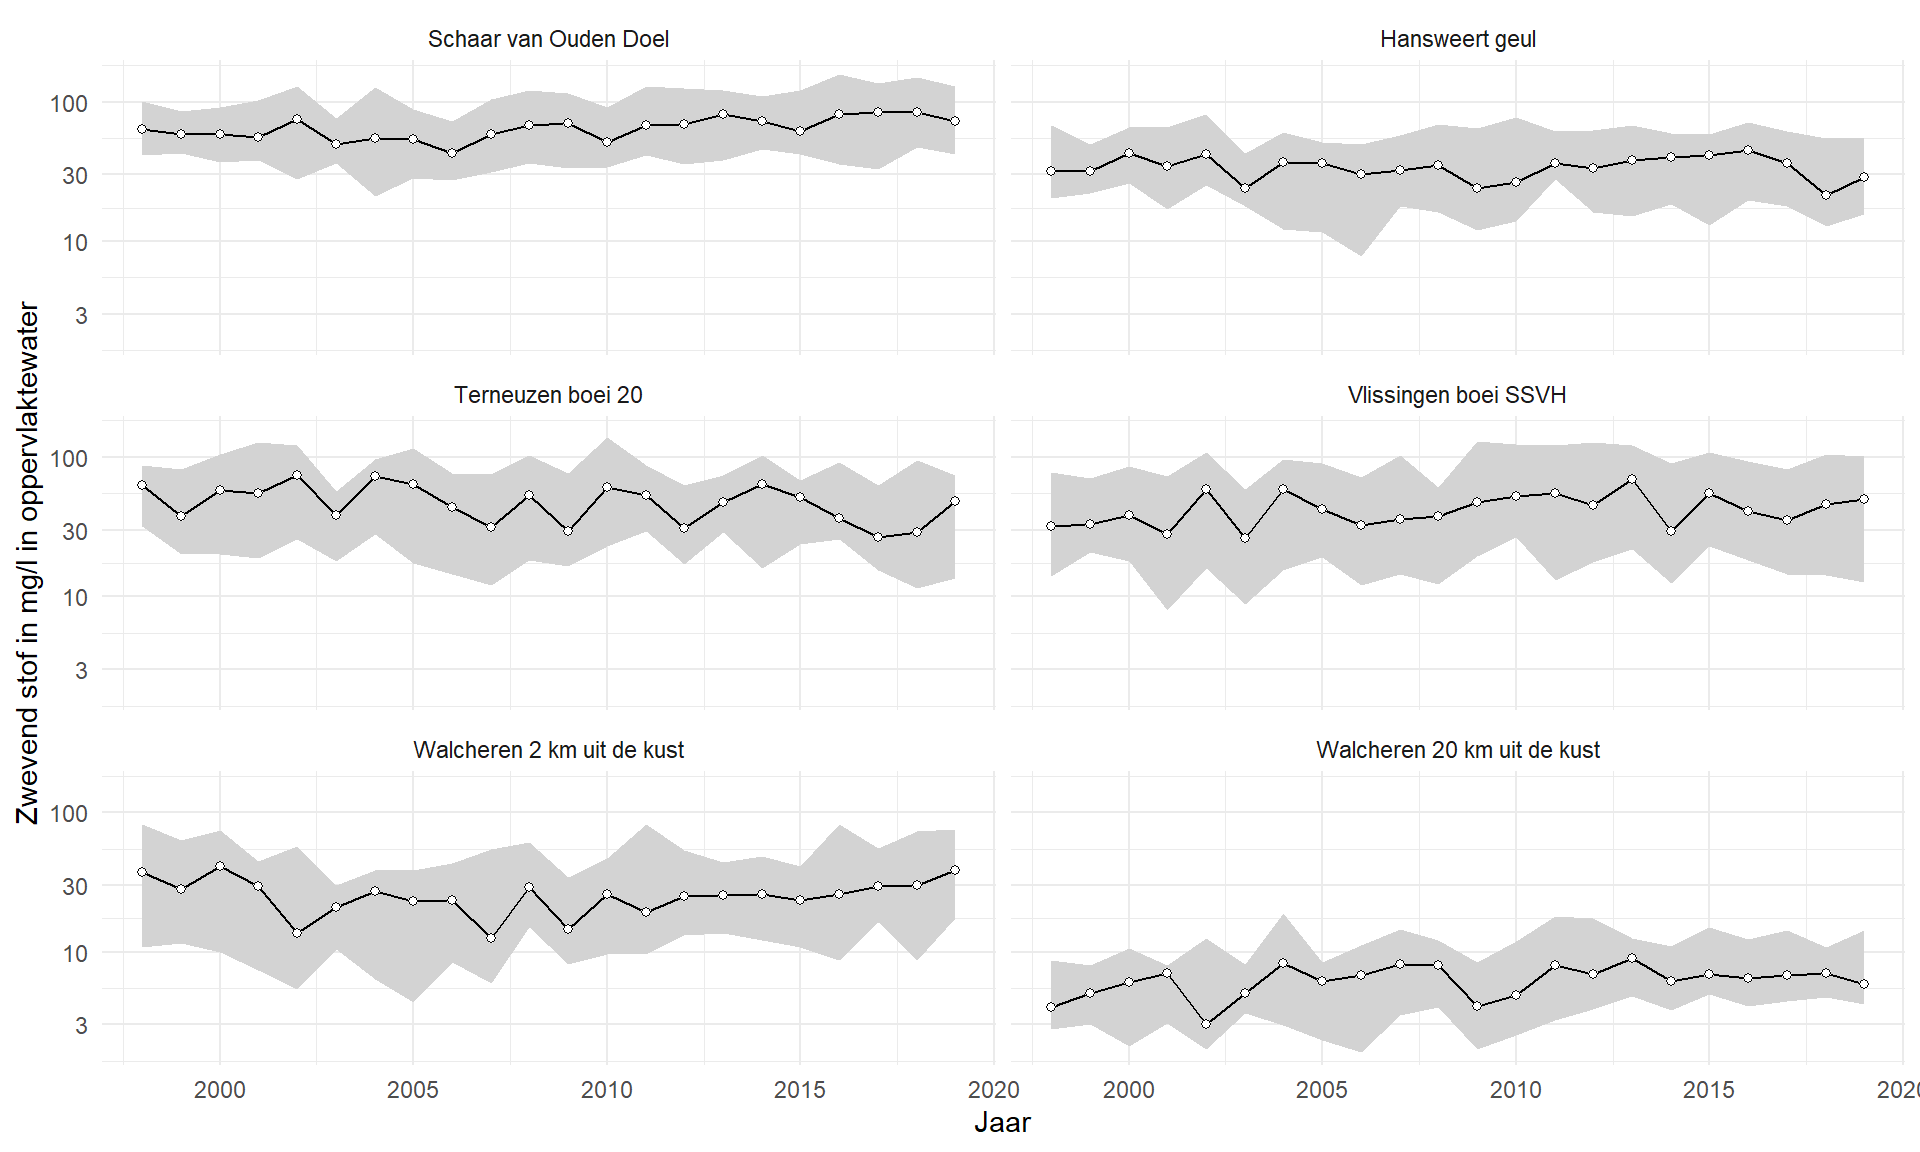 Schaar van Ouden Doel
Hansweert geul
100
30
10
3
Terneuzen boei 20
Vlissingen boei SSVH
100
30
10
3
Walcheren 2 km uit de kust
Walcheren 20 km uit de kust
100
30
10
3
Zwevend stof in mg/l in oppervlaktewater
2000
2005
2010
2015
2020
2000
2005
2010
2015
2020
Jaar